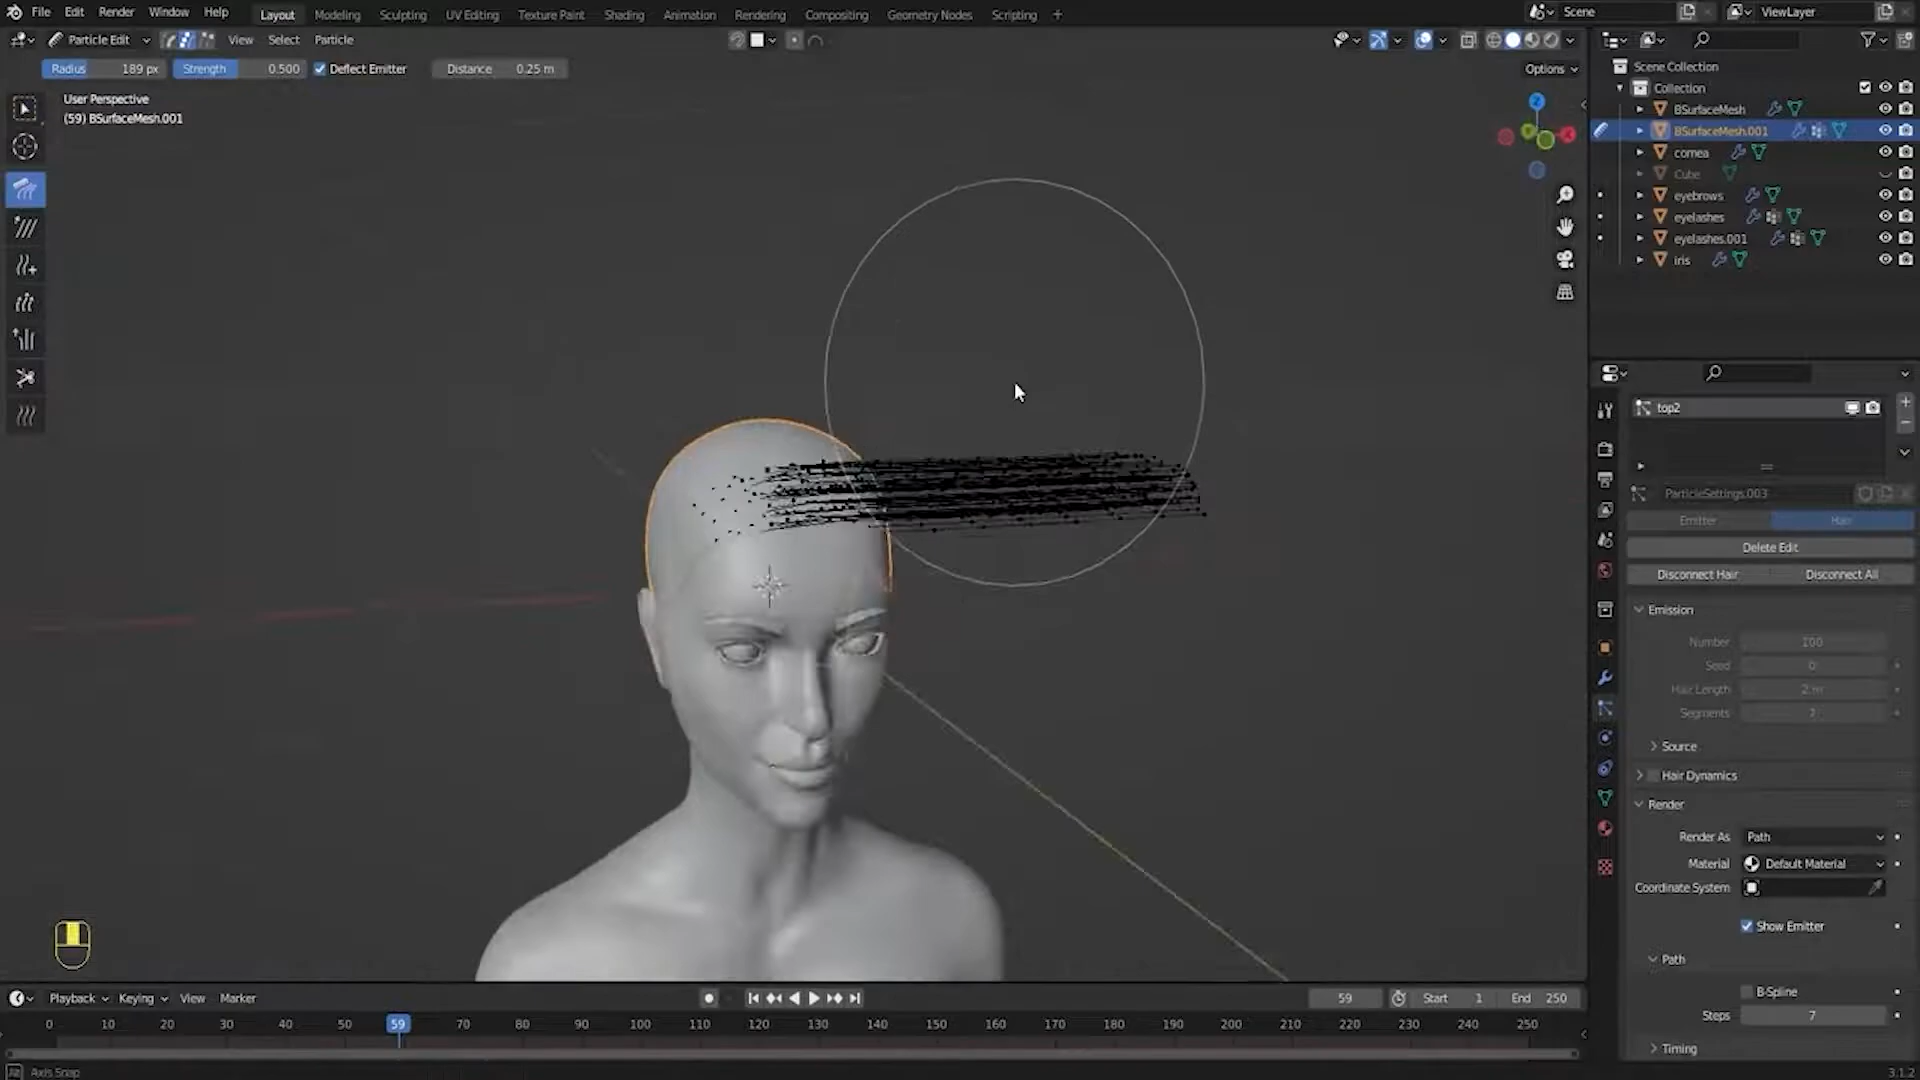 File Edit Render Window Help Layout Modeling Sculpting UV Editing Texture Paint Shading Animation Rendering Compositing Geometry Nodes Scripting + Scene ViewLayer
Particle Edit View Select Particle
Radius 189 px Strength 0.500 Deflect Emitter Distance 0.25 m Options
User Perspective
(59) BSurfaceMesh.001
Scene Collection
Collection
BSurfaceMesh
BSurfaceMesh.001
cornea
Cube
eyebrows
eyelashes
eyelashes.001
iris
Z
X
top2
ParticleSettings.003
Emitter Hair
Delete Edit
Disconnect Hair Disconnect All
Emission
Number 100
Seed 0
Hair Length 2 m
Segments
Source
Hair Dynamics
Render
Render As Path
Material Default Material
Coordinate System
Show Emitter
Path
B-Spline
Steps 7
Timing
Playback Keying View Marker 59 Start 1 End 250
0 10 20 30 40 50 59 70 80 90 100 110 120 130 140 150 160 170 180 190 200 210 220 230 240 250
Axis Snap 3.1.2